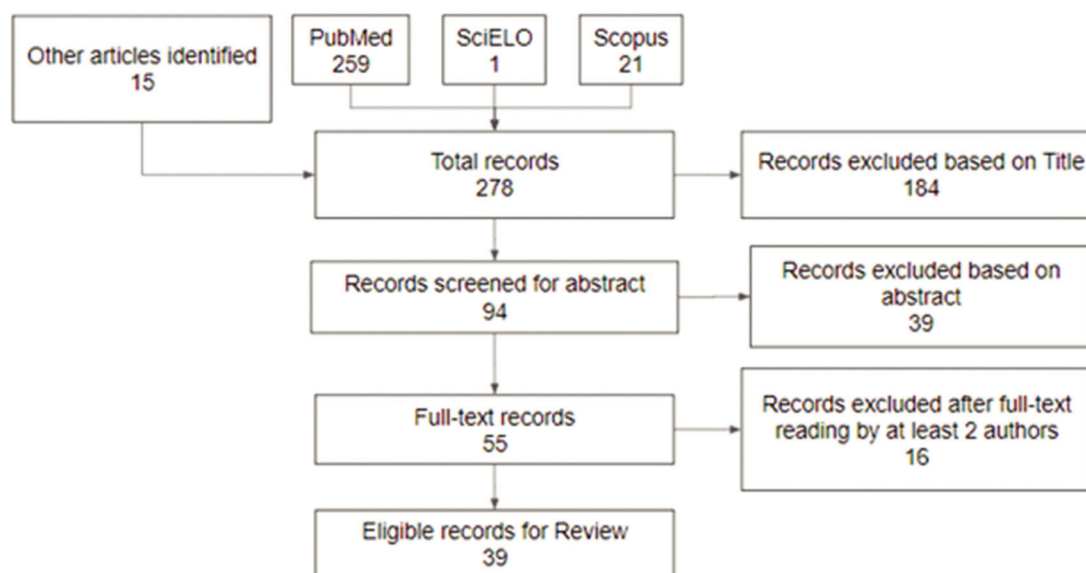 Other articles identified
15
PubMed
259
SciELO
1
Scopus
21
Total records
278
Records excluded based on Title
184
Records screened for abstract
94
Records excluded based on
abstract
39
Full-text records
55
Records excluded after full-text
reading by at least 2 authors
16
Eligible records for Review
39